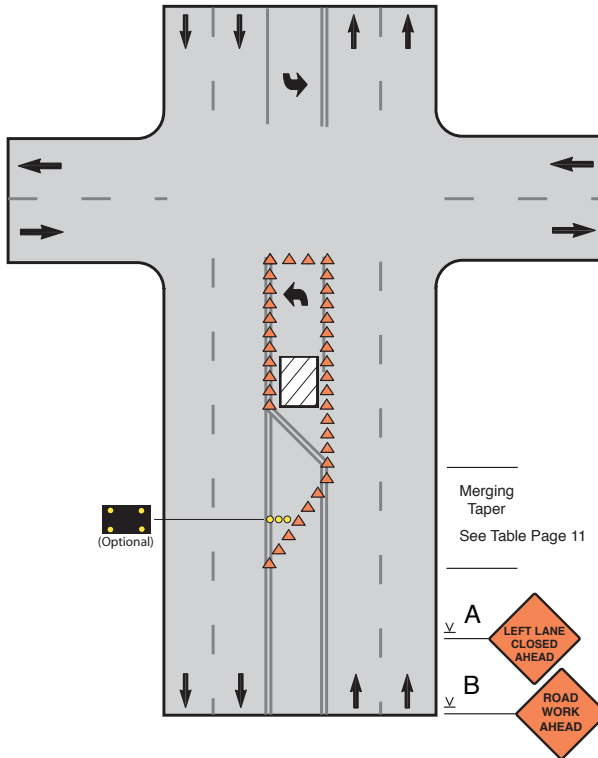 (Optional)
Merging
Taper
See Table Page 11
A
LEFT LANE
CLOSED
AHEAD
B
ROAD
WORK
AHEAD